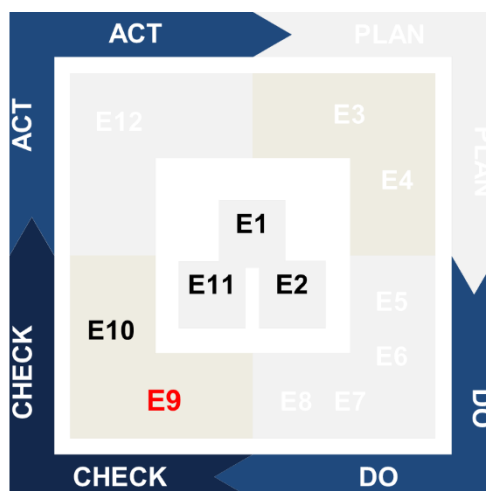 ACT PLAN
ACT
PLAN
E12
E3
E4
E1
E11 E2
E5
E10
E6
E9
E8 E7
CHECK
DO
CHECK DO